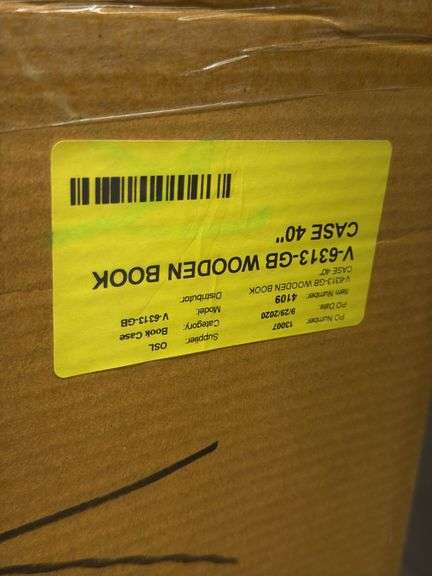 PO Number 13007 Supplier: OSL
PO Date 9/29/2020 Category: Book Case
Item Number: 4109 Model: V-6313-GB
V-6313-GB WOODEN BOOK Distributor:
CASE 40"
V-6313-GB WOODEN BOOK
CASE 40"